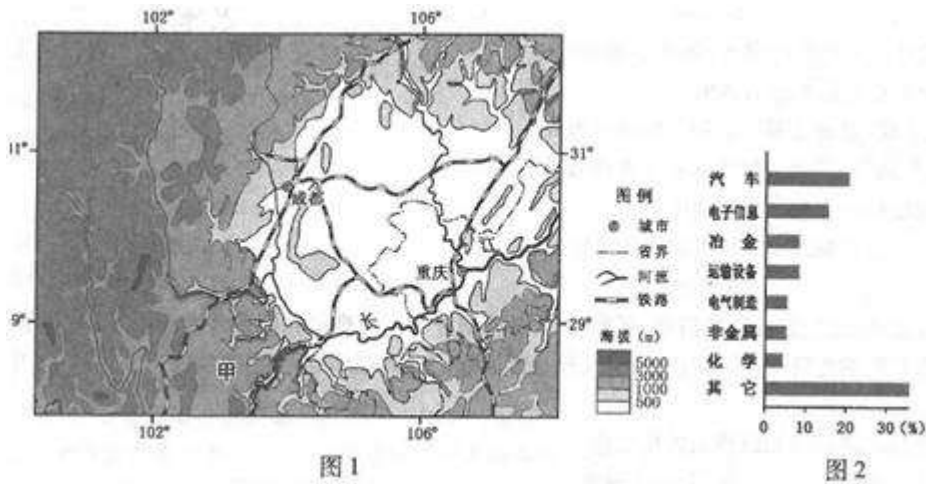 102°
106°
31°
31°
成都
重庆
长
9°
29°
甲
102°
106°
图1
图例
城市
省界
河流
铁路
海拔(m)
5000
3000
1000
500
汽车
电子信息
冶金
运输设备
电气制造
非金属
化学
其它
0 10 20 30 (%)
图2